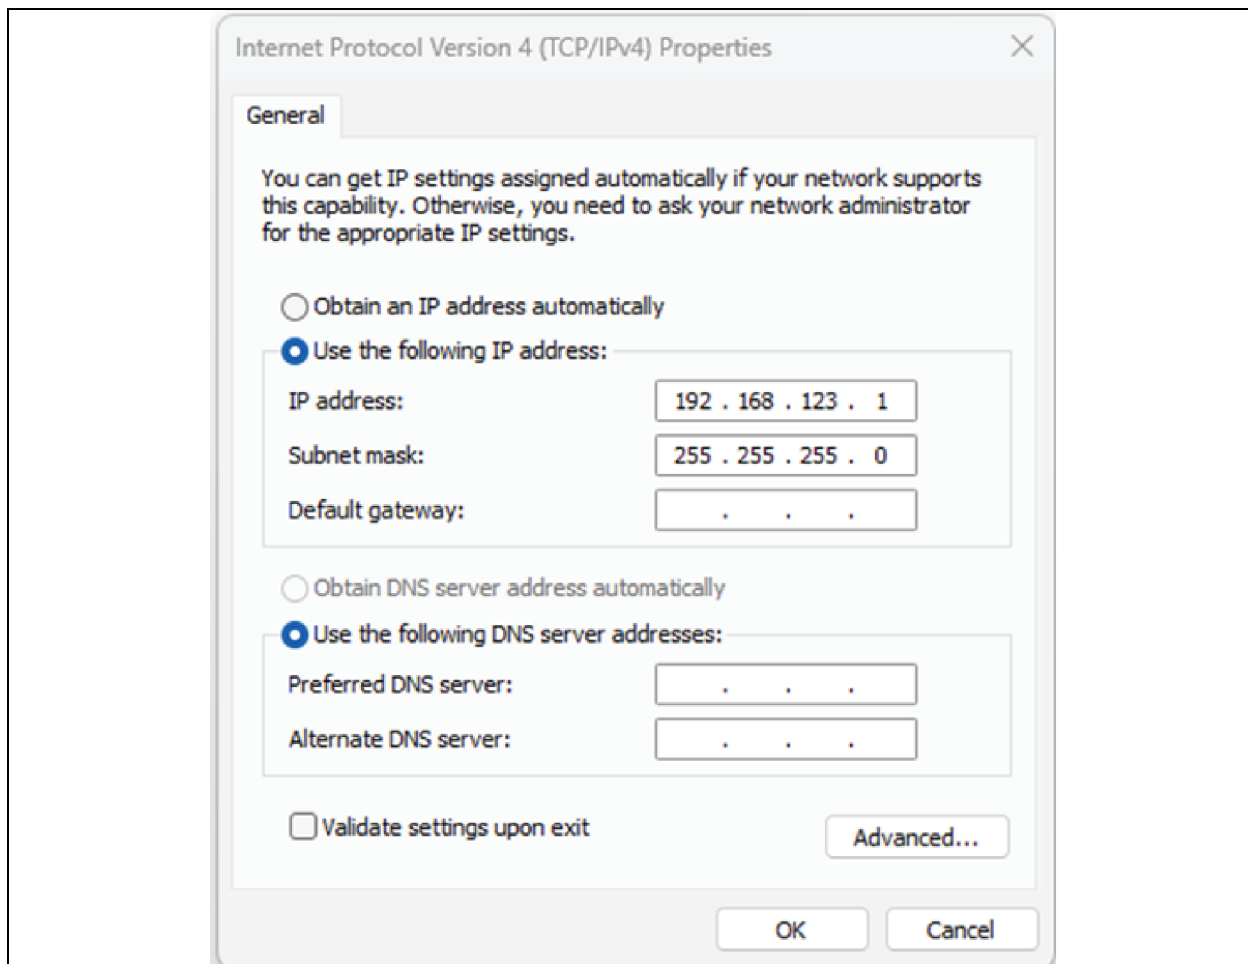 Internet Protocol Version 4 (TCP/IPv4) Properties
General
You can get IP settings assigned automatically if your network supports
this capability. Otherwise, you need to ask your network administrator
for the appropriate IP settings.
Obtain an IP address automatically
Use the following IP address:
IP address: 192 . 168 . 123 . 1
Subnet mask: 255 . 255 . 255 . 0
Default gateway: . . .
Obtain DNS server address automatically
Use the following DNS server addresses:
Preferred DNS server: . . .
Alternate DNS server: . . .
Validate settings upon exit
Advanced...
OK Cancel